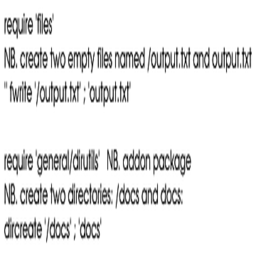 require 'files'
NB. create two empty files named /output.txt and output.txt
'' fwrite '/output.txt' ; 'output.txt'
require 'general/dirutils' NB. addon package
NB. create two directories: /docs and docs:
dircreate '/docs' ; 'docs'